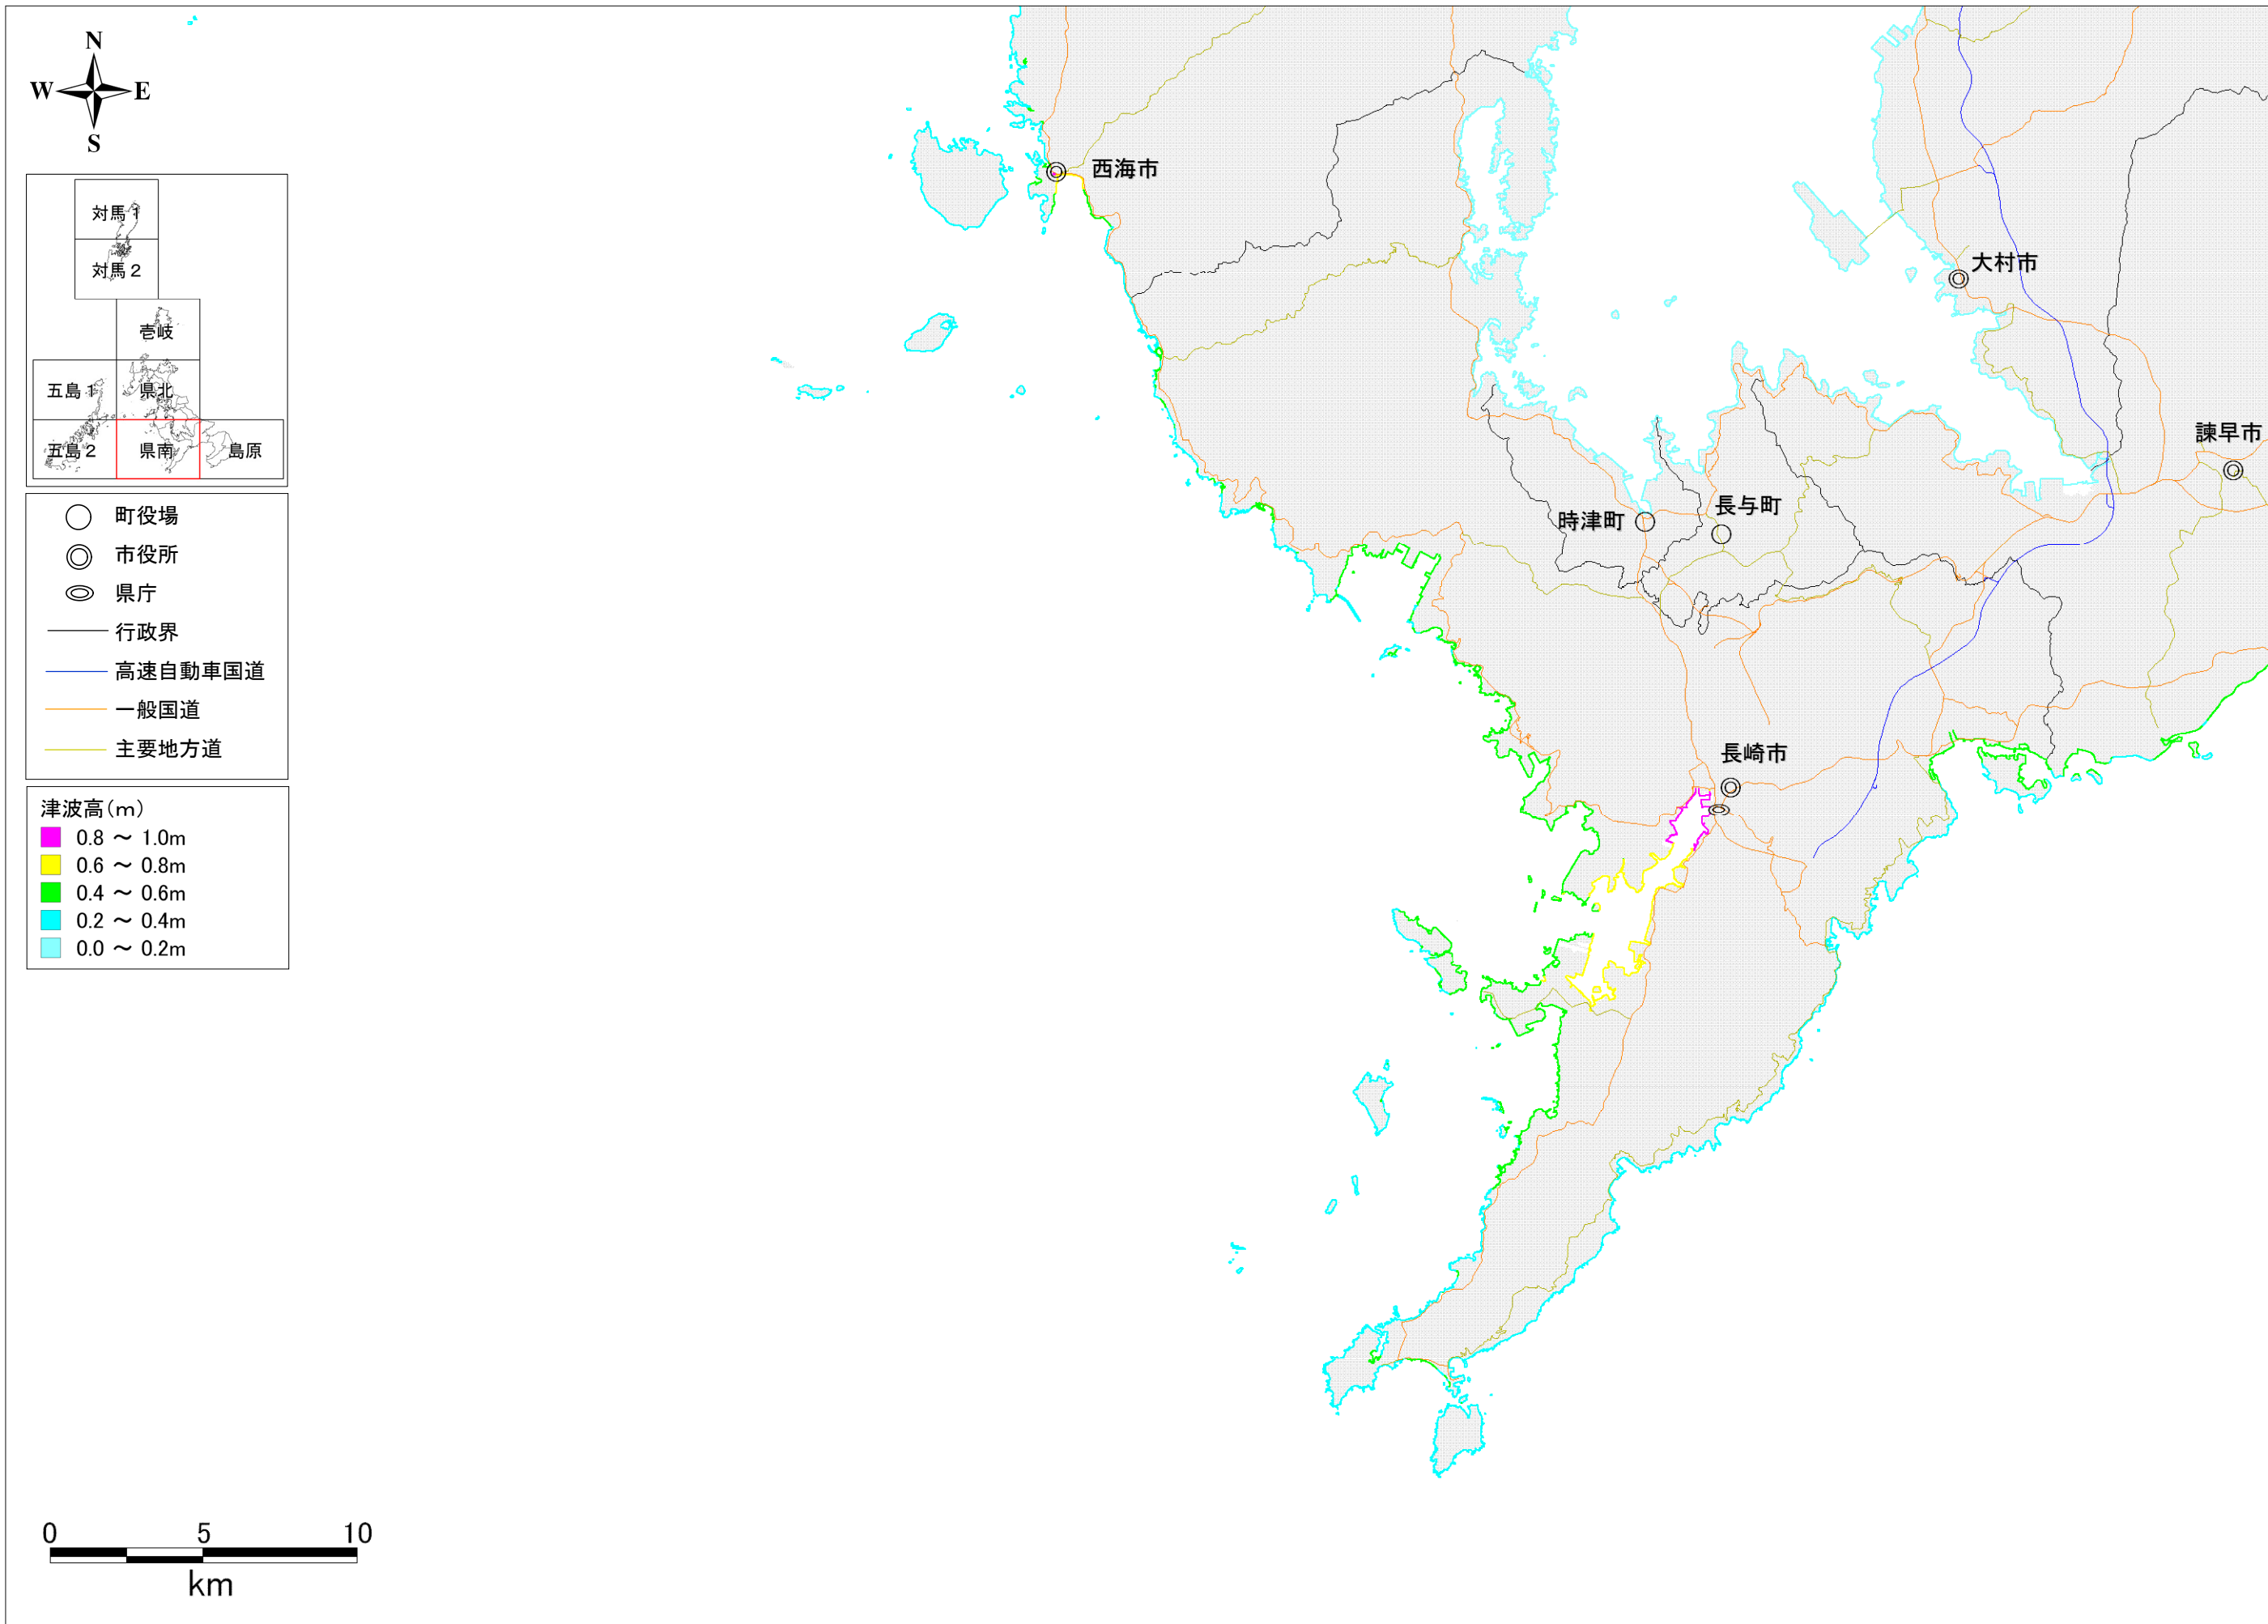 N
W E
S
対馬1
対馬2
壱岐
五島1 県北
五島2 県南 島原
町役場
市役所
県庁
行政界
高速自動車国道
一般国道
主要地方道
津波高(m)
0.8 ～ 1.0m
0.6 ～ 0.8m
0.4 ～ 0.6m
0.2 ～ 0.4m
0.0 ～ 0.2m
西海市
大村市
諫早市
長与町
時津町
長崎市
0 5 10
km